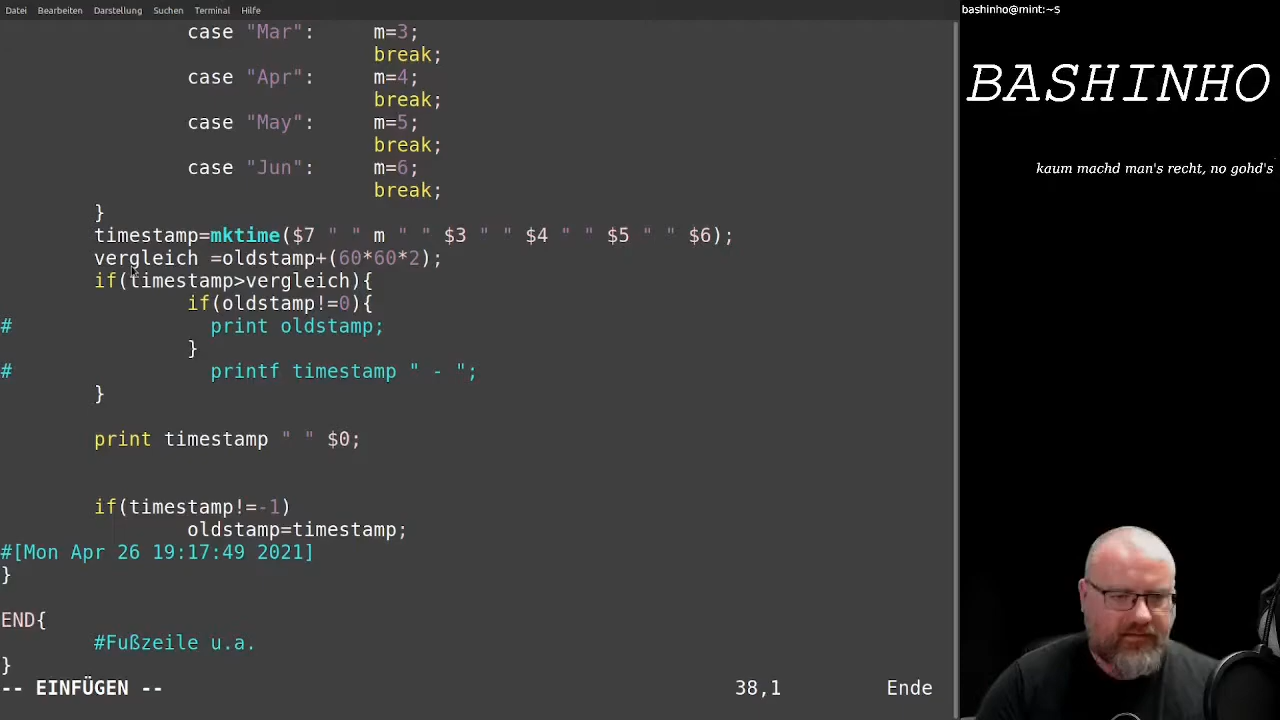 Datei Bearbeiten Darstellung Suchen Terminal Hilfe
bashinho@mint:~$
BASHINHO
kaum machd man's recht, no gohd's
case "Mar": m=3;
break;
case "Apr": m=4;
break;
case "May": m=5;
break;
case "Jun": m=6;
break;
}
timestamp=mktime($7 " " m " " $3 " " $4 " " $5 " " $6);
vergleich =oldstamp+(60*60*2);
if(timestamp>vergleich){
if(oldstamp!=0){
# print oldstamp;
}
# printf timestamp " - ";
}
print timestamp " " $0;
if(timestamp!=-1)
oldstamp=timestamp;
#[Mon Apr 26 19:17:49 2021]
}
END{
#Fußzeile u.a.
}
-- EINFÜGEN -- 38,1 Ende